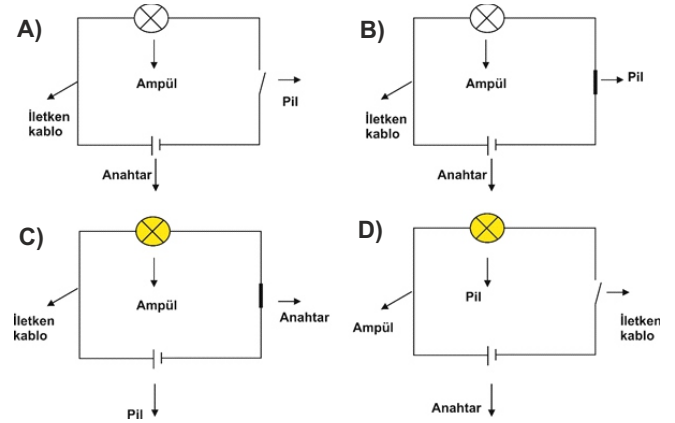 A)
Ampül
Pil
İletken
kablo
Anahtar
B)
Ampül
Pil
İletken
kablo
Anahtar
C)
Ampül
Anahtar
İletken
kablo
Pil
D)
Pil
Ampül
İletken
kablo
Anahtar